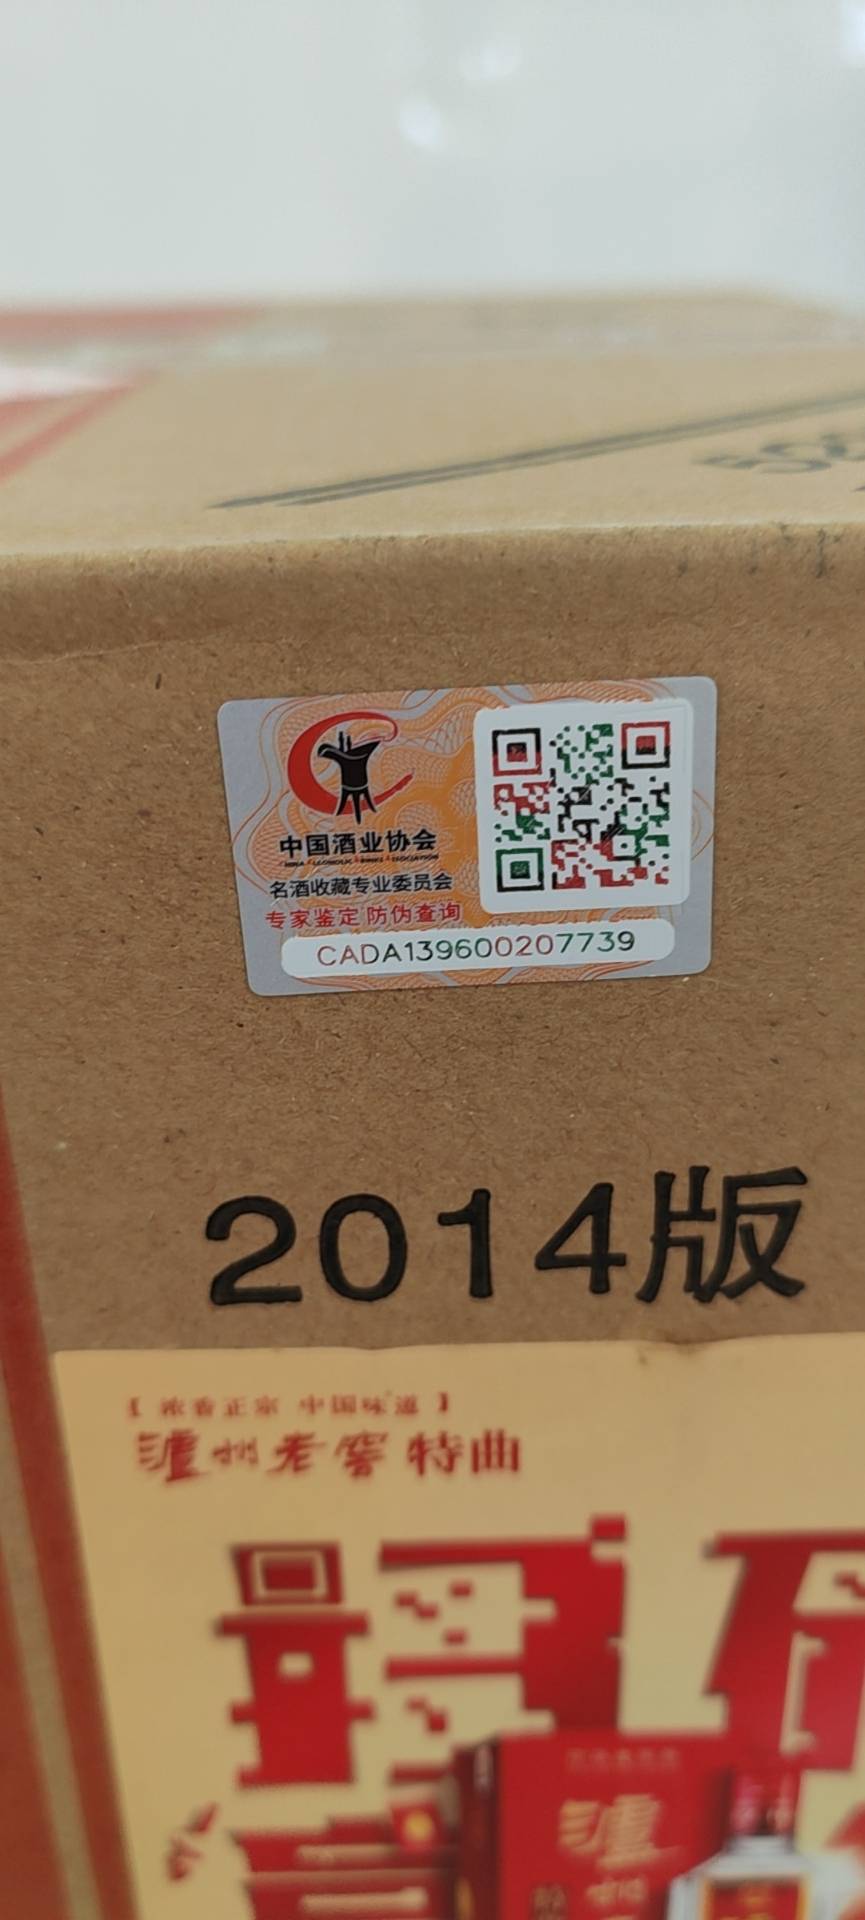 中国酒业协会
名酒收藏专业委员会
专家鉴定 防伪查询
CADA139600207739
2014版
【 浓香正宗 中国味道 】
泸州老窖 特曲
泸州